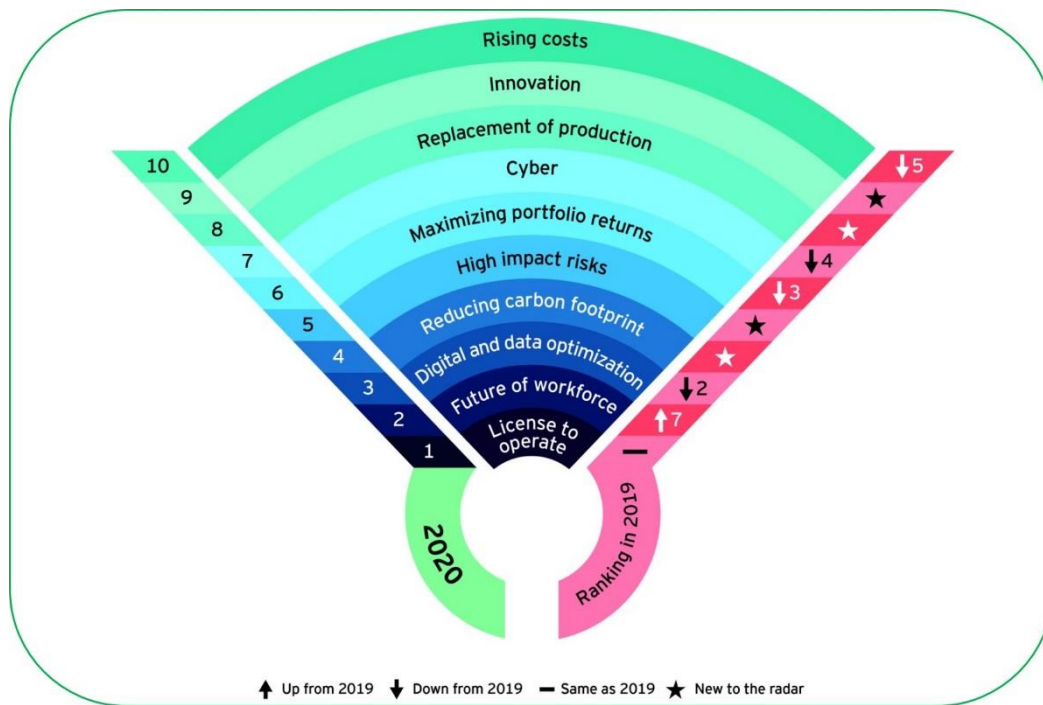 Rising costs
Innovation
Replacement of production
Cyber
Maximizing portfolio returns
High impact risks
Reducing carbon footprint
Digital and data optimization
Future of workforce
License to
operate
10
9
8
7
6
5
4
3
2
1
5
4
3
2
7
2020
Ranking in 2019
Up from 2019
Down from 2019
Same as 2019
New to the radar